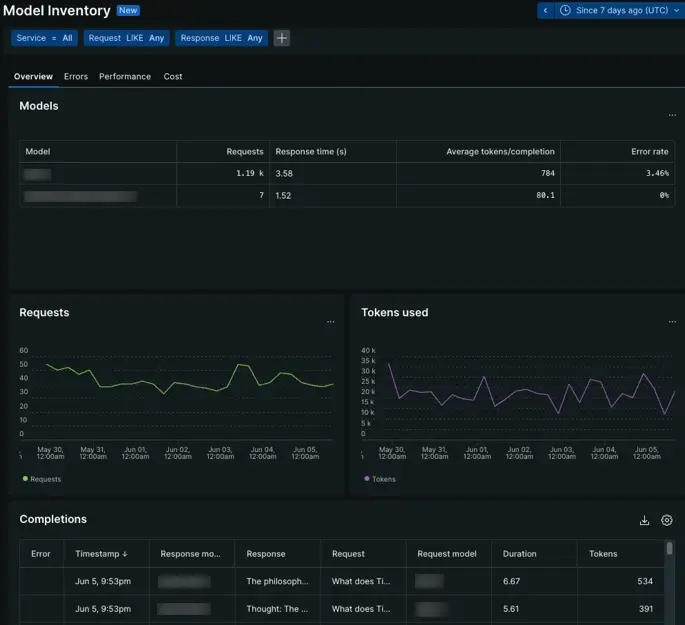 Model Inventory New
Since 7 days ago (UTC)
Service = All Request LIKE Any Response LIKE Any
Overview Errors Performance Cost
Models
...
Model Requests Response time (s) Average tokens/completion Error rate
1.19 k 3.58 784 3.46%
7 1.52 80.1 0%
Requests
...
60
50
40
30
20
10
0
n
May 30, 12:00am
May 31, 12:00am
Jun 01, 12:00am
Jun 02, 12:00am
Jun 03, 12:00am
Jun 04, 12:00am
Jun 05, 12:00am
Requests
Tokens used
...
40 k
35 k
30 k
25 k
20 k
15 k
10 k
5 k
0
May 30, 12:00am
May 31, 12:00am
Jun 01, 12:00am
Jun 02, 12:00am
Jun 03, 12:00am
Jun 04, 12:00am
Jun 05, 12:00am
Tokens
Completions
Error Timestamp ↓ Response mo... Response Request Request model Duration Tokens
Jun 5, 9:53pm The philosoph... What does Ti... 6.67 534
Jun 5, 9:53pm Thought: The ... What does Ti... 5.61 391